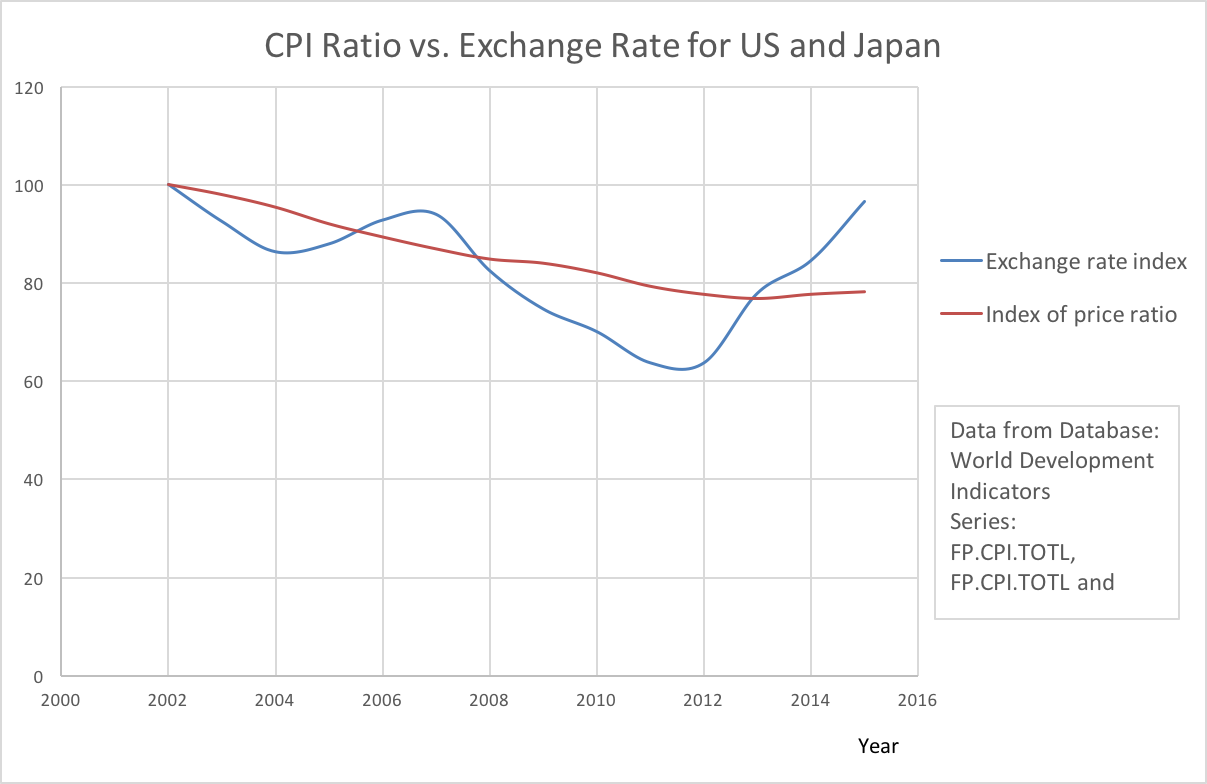 CPI Ratio vs. Exchange Rate for US and Japan
120
100
80
60
40
20
0
2000 2002 2004 2006 2008 2010 2012 2014 2016
Year
Exchange rate index
Index of price ratio
Data from Database:
World Development
Indicators
Series:
FP.CPI.TOTL,
FP.CPI.TOTL and